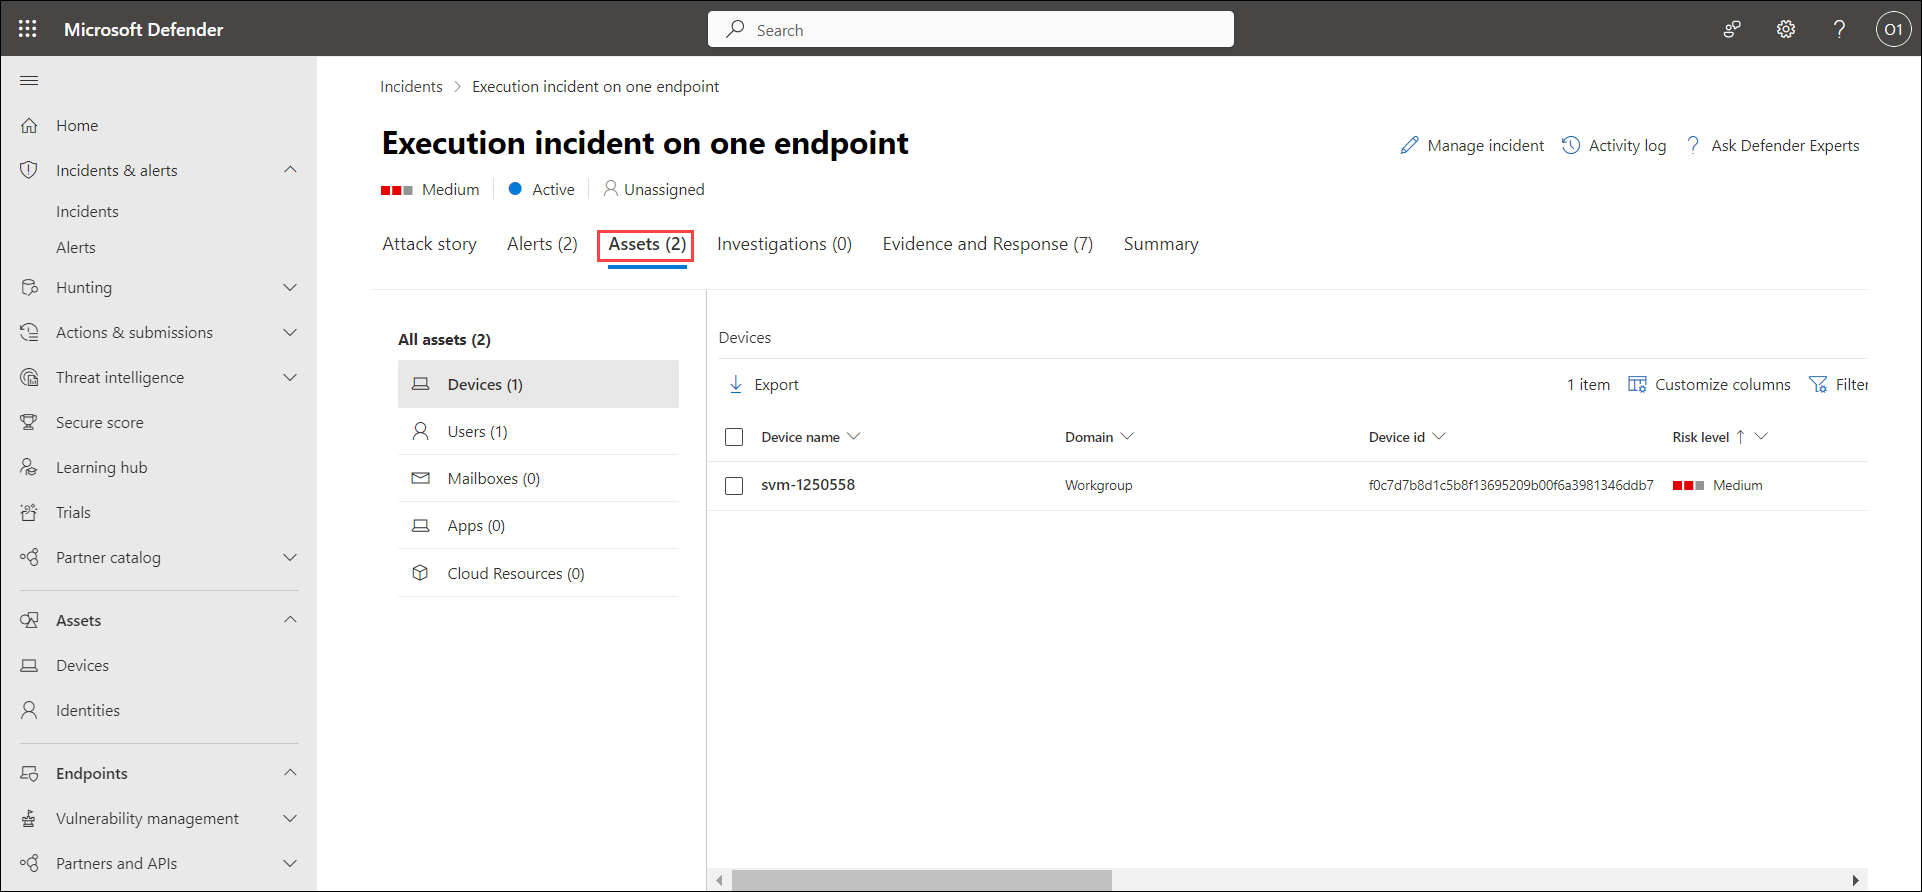 Microsoft Defender
Search
O1
Home
Incidents & alerts
Incidents
Alerts
Hunting
Actions & submissions
Threat intelligence
Secure score
Learning hub
Trials
Partner catalog
Assets
Devices
Identities
Endpoints
Vulnerability management
Partners and APIs
Incidents > Execution incident on one endpoint
Execution incident on one endpoint
Manage incident Activity log ? Ask Defender Experts
Medium Active Unassigned
Attack story Alerts (2) Assets (2) Investigations (0) Evidence and Response (7) Summary
All assets (2)
Devices (1)
Users (1)
Mailboxes (0)
Apps (0)
Cloud Resources (0)
Devices
Export 1 item Customize columns Filter
Device name Domain Device id Risk level ↑
svm-1250558 Workgroup f0c7d7b8d1c5b8f13695209b00f6a3981346ddb7 Medium